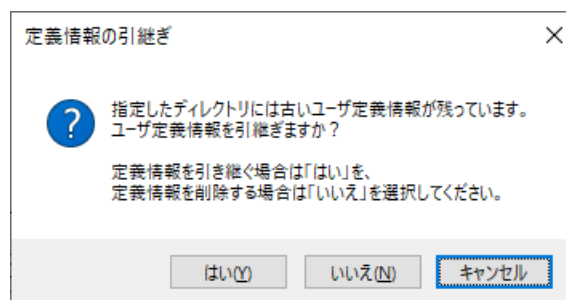 定義情報の引継ぎ
指定したディレクトリには古いユーザ定義情報が残っています。
ユーザ定義情報を引継ぎますか？
定義情報を引き継ぐ場合は「はい」を、
定義情報を削除する場合は「いいえ」を選択してください。
はい(Y)
いいえ(N)
キャンセル